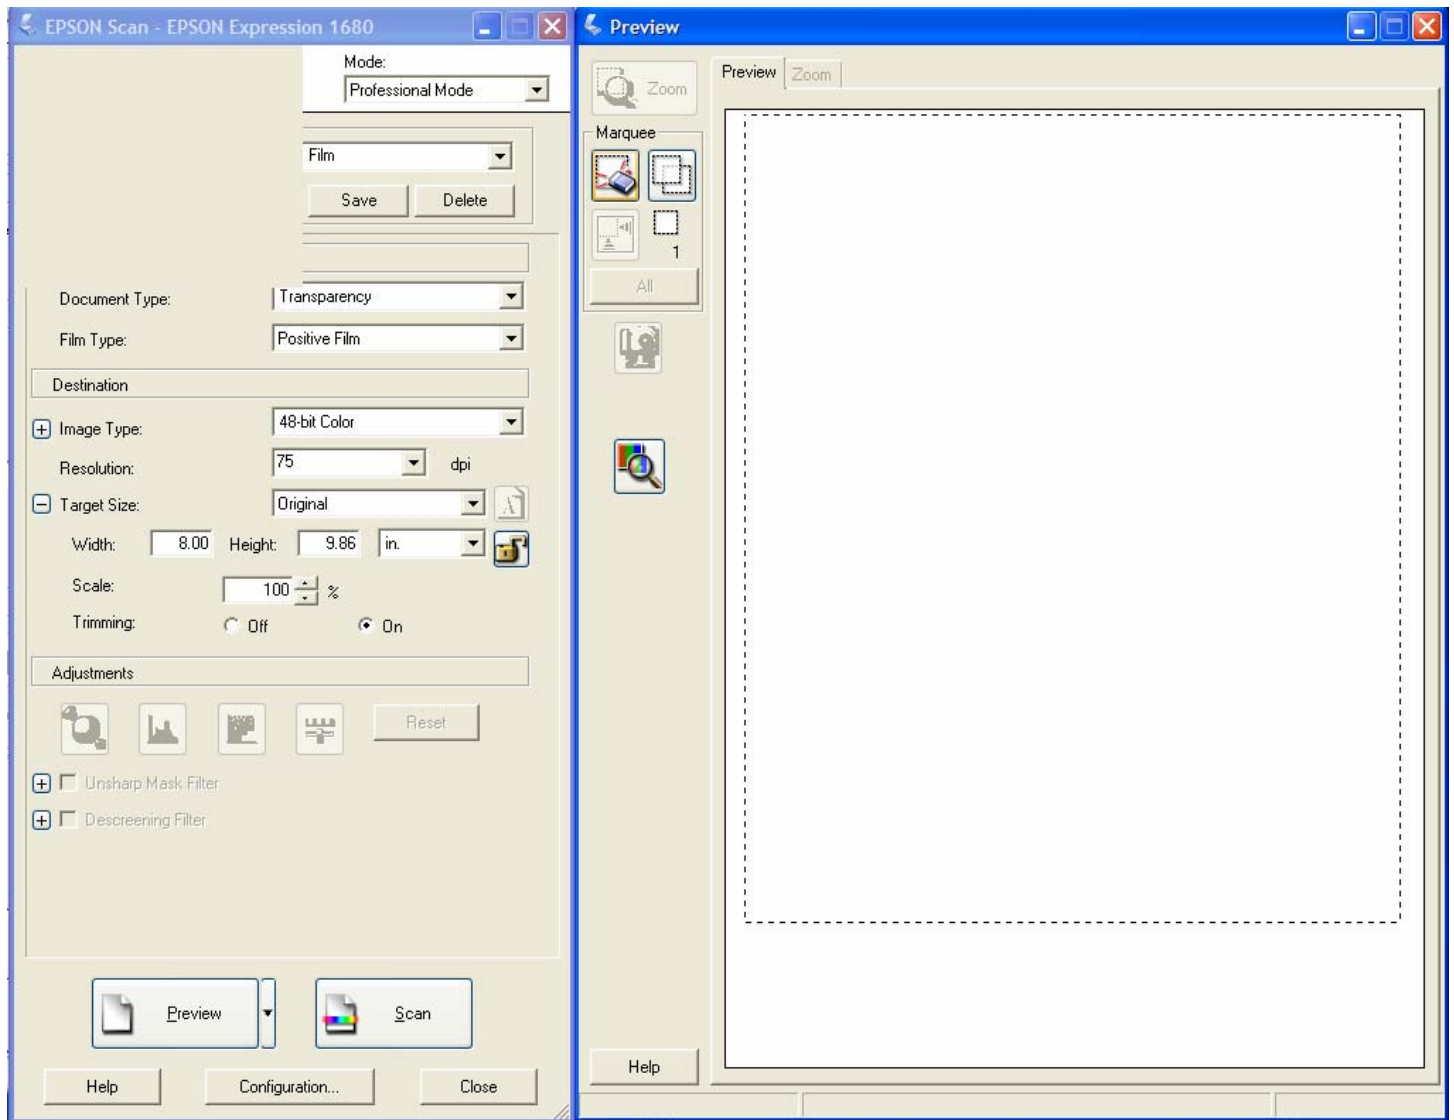 EPSON Scan - EPSON Expression 1680
Mode:
Professional Mode
Film
Save Delete
Document Type: Transparency
Film Type: Positive Film
Destination
Image Type: 48-bit Color
Resolution: 75 dpi
Target Size: Original
Width: 8.00 Height: 9.86 in.
Scale: 100 %
Trimming: Off On
Adjustments
Reset
Unsharp Mask Filter
Descreening Filter
Preview Scan
Help Configuration... Close
Preview
Zoom
Preview Zoom
Marquee
1
All
Help